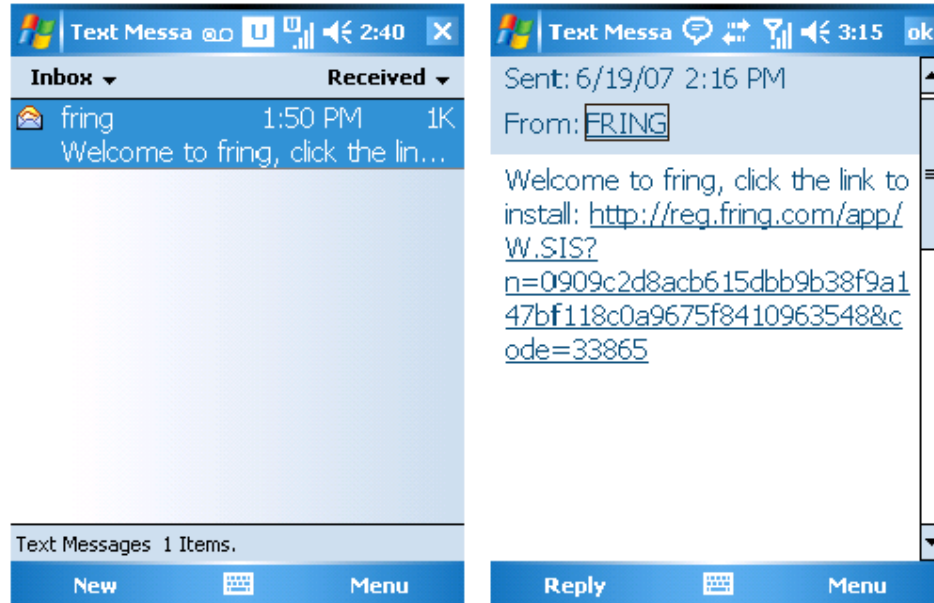 Text Messa U U 2:40 X
Inbox Received
fring 1:50 PM 1K
Welcome to fring, click the lin...
Text Messages 1 Items.
New Menu
Text Messa 3:15 ok
Sent: 6/19/07 2:16 PM
From: FRING
Welcome to fring, click the link to
install: http://reg.fring.com/app/
W.SIS?
n=0909c2d8acb615dbb9b38f9a1
47bf118c0a9675f8410963548&c
ode=33865
Reply Menu